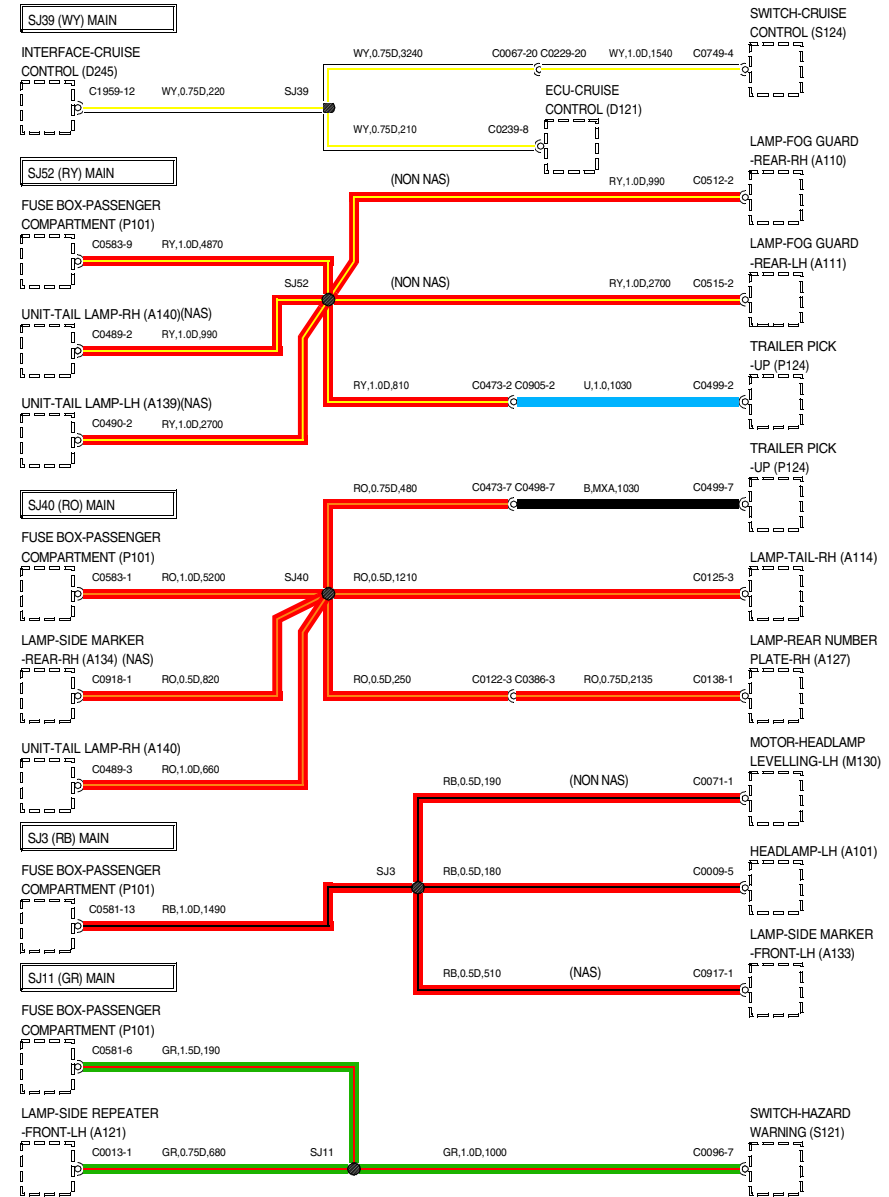 SJ39 (WY) MAIN
INTERFACE-CRUISE
CONTROL (D245)
C1959-12 WY,0.75D,220 SJ39
WY,0.75D,3240 C0067-20 C0229-20 WY,1.0D,1540 C0749-4
SWITCH-CRUISE
CONTROL (S124)
WY,0.75D,210 C0239-8
ECU-CRUISE
CONTROL (D121)
SJ52 (RY) MAIN
FUSE BOX-PASSENGER
COMPARTMENT (P101)
C0583-9 RY,1.0D,4870
(NON NAS) RY,1.0D,990 C0512-2
LAMP-FOG GUARD
-REAR-RH (A110)
SJ52 (NON NAS) RY,1.0D,2700 C0515-2
LAMP-FOG GUARD
-REAR-LH (A111)
UNIT-TAIL LAMP-RH (A140)(NAS)
C0489-2 RY,1.0D,990
UNIT-TAIL LAMP-LH (A139)(NAS)
C0490-2 RY,1.0D,2700
RY,1.0D,810 C0473-2 C0905-2 U,1.0,1030 C0499-2
TRAILER PICK
-UP (P124)
SJ40 (RO) MAIN
RO,0.75D,480 C0473-7 C0498-7 B,MXA,1030 C0499-7
TRAILER PICK
-UP (P124)
FUSE BOX-PASSENGER
COMPARTMENT (P101)
C0583-1 RO,1.0D,5200 SJ40 RO,0.5D,1210 C0125-3
LAMP-TAIL-RH (A114)
LAMP-SIDE MARKER
-REAR-RH (A134) (NAS)
C0918-1 RO,0.5D,820
RO,0.5D,250 C0122-3 C0386-3 RO,0.75D,2135 C0138-1
LAMP-REAR NUMBER
PLATE-RH (A127)
UNIT-TAIL LAMP-RH (A140)
C0489-3 RO,1.0D,660
SJ3 (RB) MAIN
RB,0.5D,190 (NON NAS) C0071-1
MOTOR-HEADLAMP
LEVELLING-LH (M130)
FUSE BOX-PASSENGER
COMPARTMENT (P101)
C0581-13 RB,1.0D,1490
SJ3 RB,0.5D,180 C0009-5
HEADLAMP-LH (A101)
RB,0.5D,510 (NAS) C0917-1
LAMP-SIDE MARKER
-FRONT-LH (A133)
SJ11 (GR) MAIN
FUSE BOX-PASSENGER
COMPARTMENT (P101)
C0581-6 GR,1.5D,190
LAMP-SIDE REPEATER
-FRONT-LH (A121)
C0013-1 GR,0.75D,680 SJ11 GR,1.0D,1000 C0096-7
SWITCH-HAZARD
WARNING (S121)